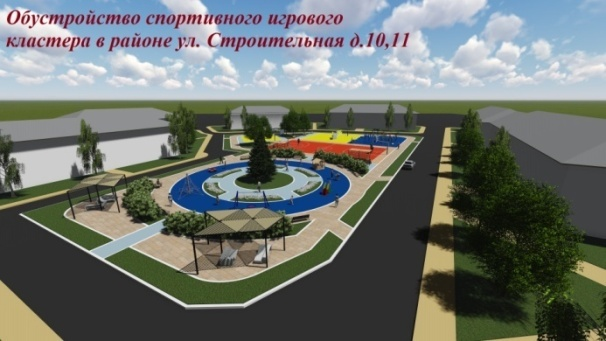 Обустройство спортивного игрового
кластера в районе ул. Строительная д.10,11